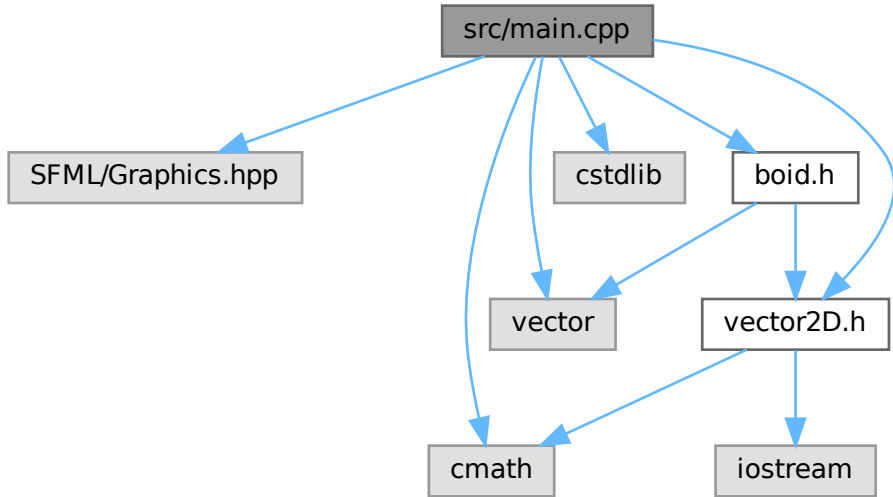 src/main.cpp
SFML/Graphics.hpp
cstdlib
boid.h
vector
vector2D.h
cmath
iostream